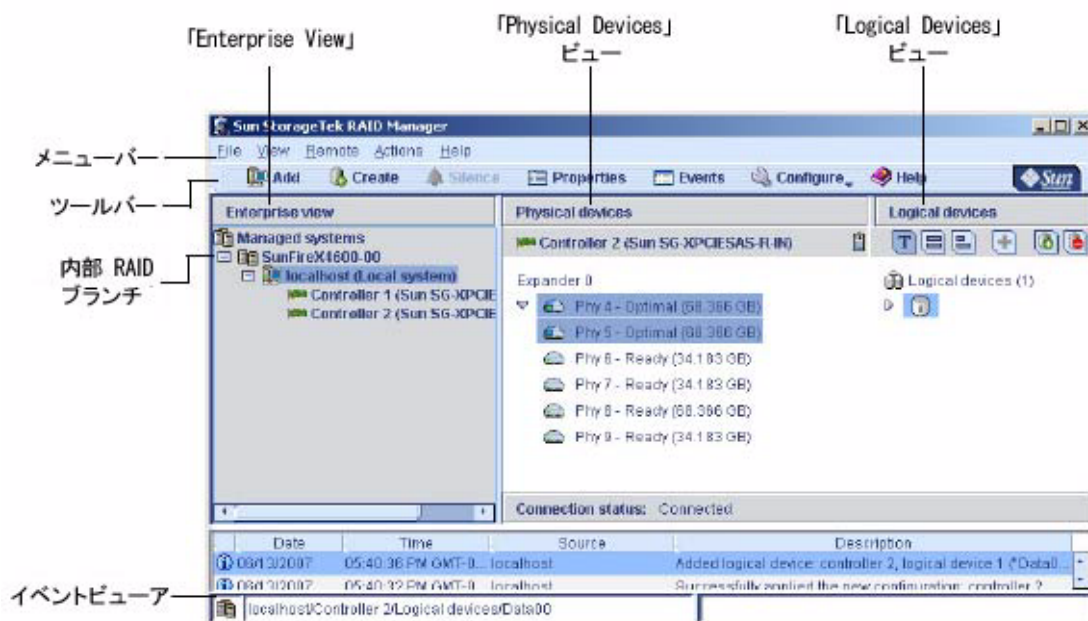 「Enterprise View」
「Physical Devices」
ビュー
「Logical Devices」
ビュー
メニューバー
ツールバー
内部 RAID
ブランチ
イベントビューア
Sun StorageTek RAID Manager
File View Remote Actions Help
Add Create Silence Properties Events Configure Help Sun
Enterprise view
Managed systems
SunFireX4600-00
localhost (Local system)
Controller 1 (Sun SG-XPCIE
Controller 2 (Sun SG-XPCIE
Physical devices
Controller 2 (Sun SG-XPCIESAS-R-IN)
Expander 0
Phy 4 - Optimal (68.366 GB)
Phy 5 - Optimal (68.366 GB)
Phy 6 - Ready (34.183 GB)
Phy 7 - Ready (34.183 GB)
Phy 8 - Ready (68.366 GB)
Phy 9 - Ready (34.183 GB)
Connection status: Connected
Logical devices
T
Logical devices (1)
Date Time Source Description
05:40:36 PM GMT-0... localhost Added logical device: controller 2, logical device 1 ("Data0...
05:40:32 PM GMT-0 localhost Successfully applied the new configuration: controller 2
localhost/Controller 2/Logical devices/Data00